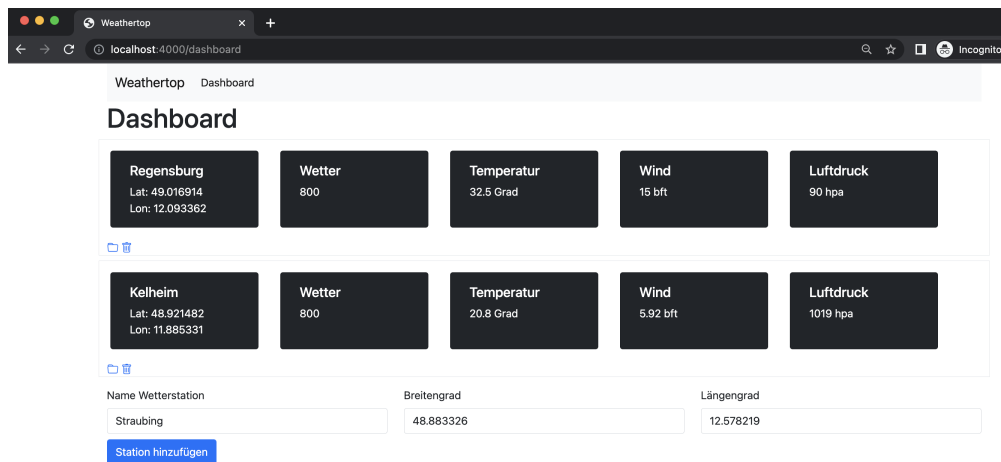 Weathertop
localhost:4000/dashboard
Incognito
Weathertop Dashboard
Dashboard
Regensburg
Lat: 49.016914
Lon: 12.093362
Wetter
800
Temperatur
32.5 Grad
Wind
15 bft
Luftdruck
90 hpa
Kelheim
Lat: 48.921482
Lon: 11.885331
Wetter
800
Temperatur
20.8 Grad
Wind
5.92 bft
Luftdruck
1019 hpa
Name Wetterstation
Breitengrad
Längengrad
Straubing
48.883326
12.578219
Station hinzufügen